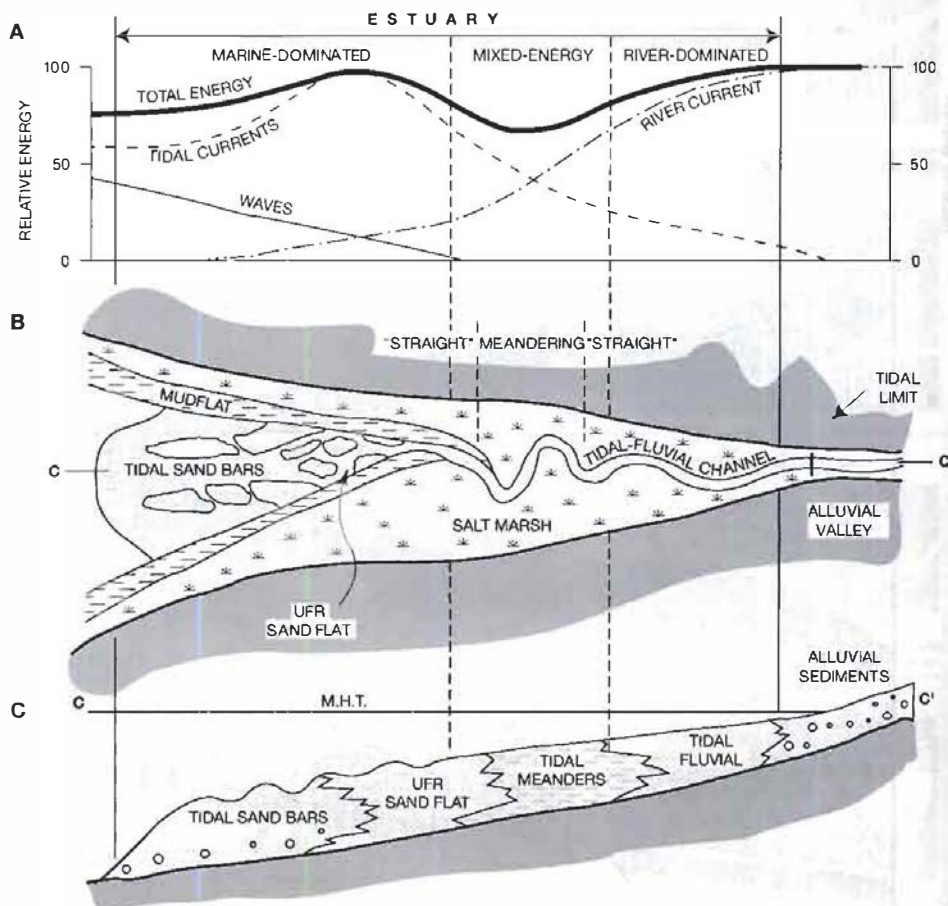 A
ESTUARY
MARINE-DOMINATED
MIXED-ENERGY
RIVER-DOMINATED
RELATIVE ENERGY
100
50
0
TOTAL ENERGY
TIDAL CURRENTS
WAVES
RIVER CURRENT
100
50
0
B
"STRAIGHT" MEANDERING "STRAIGHT"
TIDAL
LIMIT
MUDFLAT
TIDAL SAND BARS
C
TIDAL-FLUVIAL CHANNEL
C'
SALT MARSH
ALLUVIAL
VALLEY
UFR
SAND FLAT
C
C
M.H.T.
ALLUVIAL
SEDIMENTS
C'
TIDAL SAND BARS
UFR
SAND FLAT
TIDAL
MEANDERS
TIDAL
FLUVIAL